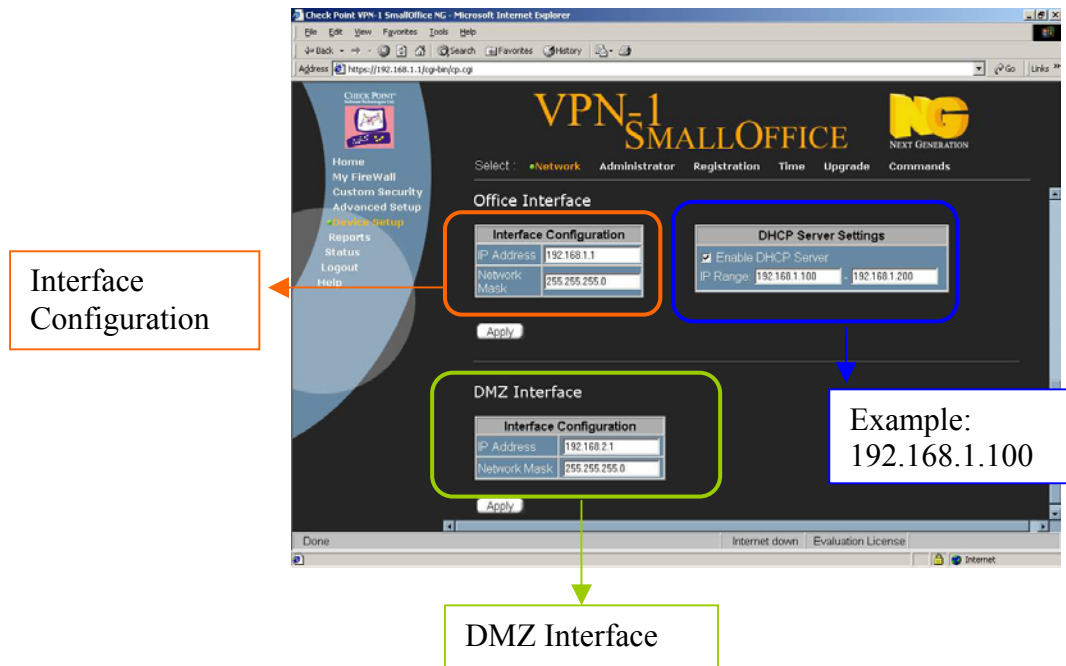 Check Point VPN-1 SmallOffice NG - Microsoft Internet Explorer
File Edit View Favorites Tools Help
Back Search Favorites History
Address https://192.168.1.1/cgi-bin/cp.cgi Go Links
CHECK POINT
Software Technologies Ltd.
VPN-1
SMALLOFFICE
NG
NEXT GENERATION
Select : Network Administrator Registration Time Upgrade Commands
Home
My FireWall
Custom Security
Advanced Setup
Device Setup
Reports
Status
Logout
Help
Office Interface
Interface Configuration
IP Address 192.168.1.1
Network Mask 255.255.255.0
DHCP Server Settings
Enable DHCP Server
IP Range: 192.168.1.100 - 192.168.1.200
Apply
DMZ Interface
Interface Configuration
IP Address 192.168.2.1
Network Mask 255.255.255.0
Apply
Done Internet down Evaluation License
Internet
Interface
Configuration
Example:
192.168.1.100
DMZ Interface